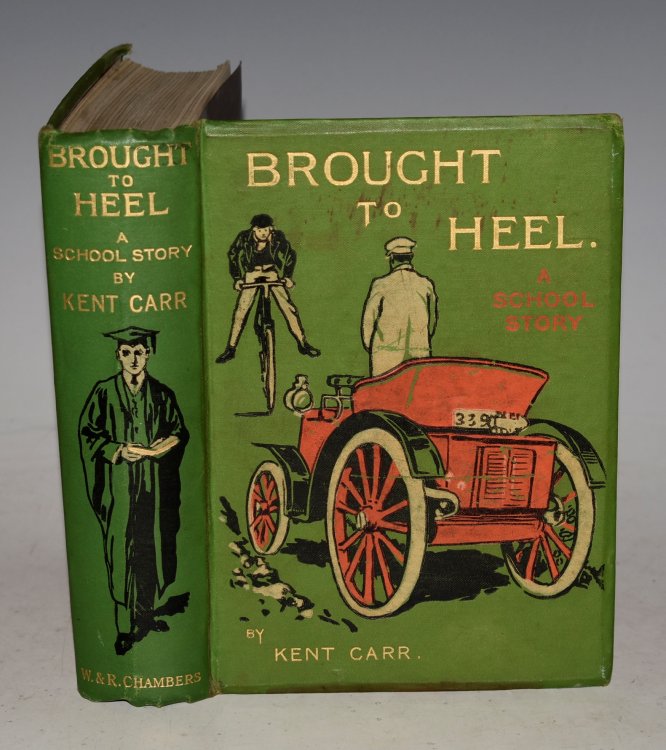 BROUGHT
TO
HEEL
A
SCHOOL STORY
BY
KENT CARR
W. & R. CHAMBERS
BROUGHT
TO
HEEL.
A
SCHOOL
STORY
BY
KENT CARR.